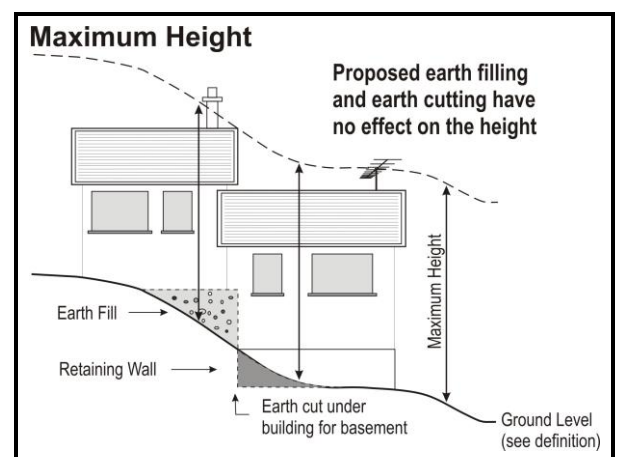 Maximum Height
Proposed earth filling
and earth cutting have
no effect on the height
Maximum Height
Earth Fill
Retaining Wall
Earth cut under
building for basement
Ground Level
(see definition)